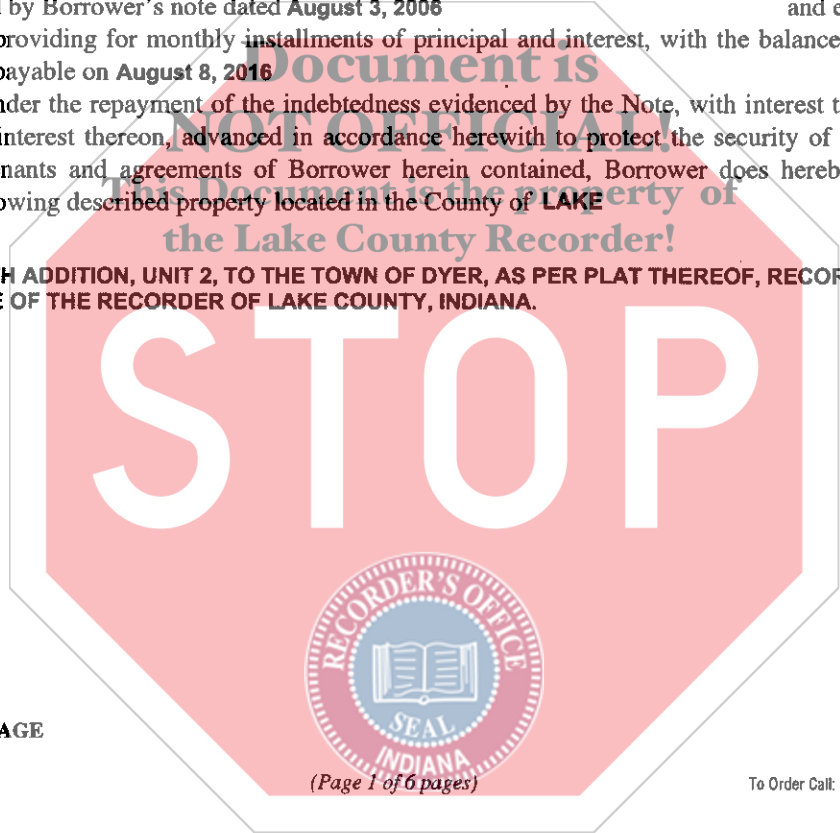 by Borrower's note dated August 3, 2006 and e
providing for monthly installments of principal and interest, with the balance
payable on August 8, 2016
Document is
nder the repayment of the indebtedness evidenced by the Note, with interest t
NOT OFFICIAL!
interest thereon, advanced in accordance herewith to protect the security of
nants and agreements of Borrower herein contained, Borrower does hereb
This Document is the property of
owing described property located in the County of LAKE
the Lake County Recorder!
H ADDITION, UNIT 2, TO THE TOWN OF DYER, AS PER PLAT THEREOF, RECOR
E OF THE RECORDER OF LAKE COUNTY, INDIANA.
STOP
RECORDER'S OFFICE
SEAL
INDIANA
AGE
(Page 1 of 6 pages)
To Order Call: